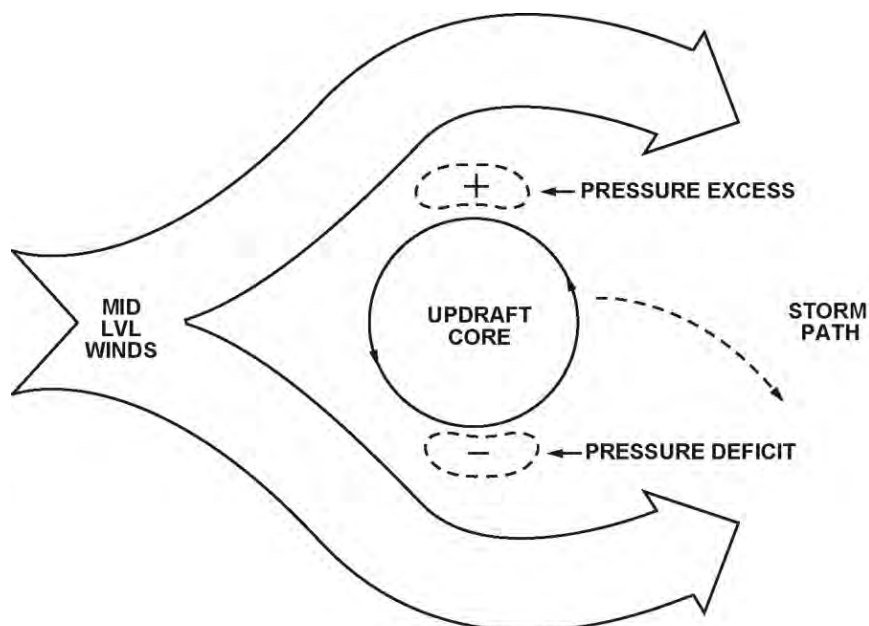 +
PRESSURE EXCESS
MID
LVL
WINDS
UPDRAFT
CORE
STORM
PATH
−
PRESSURE DEFICIT